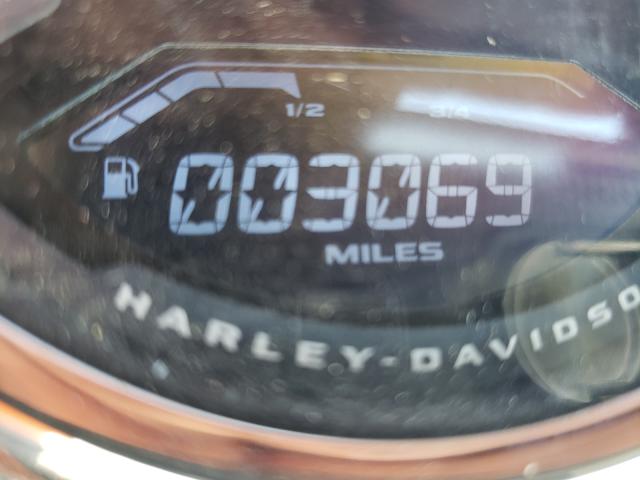 1/2 3/4
003069
MILES
HARLEY-DAVIDSO